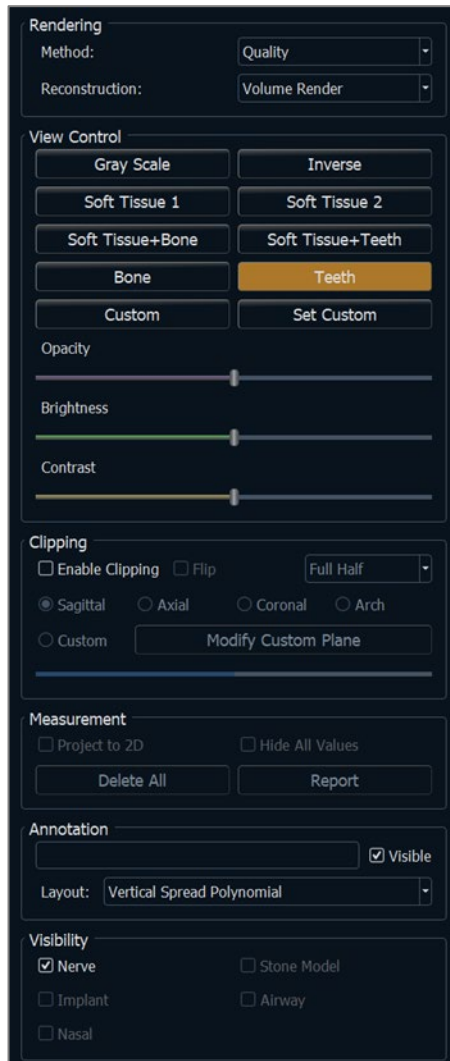 Rendering
Method: Quality
Reconstruction: Volume Render
View Control
Gray Scale Inverse
Soft Tissue 1 Soft Tissue 2
Soft Tissue+Bone Soft Tissue+Teeth
Bone Teeth
Custom Set Custom
Opacity
Brightness
Contrast
Clipping
Enable Clipping Flip Full Half
Sagittal Axial Coronal Arch
Custom Modify Custom Plane
Measurement
Project to 2D Hide All Values
Delete All Report
Annotation
Visible
Layout: Vertical Spread Polynomial
Visibility
Nerve Stone Model
Implant Airway
Nasal